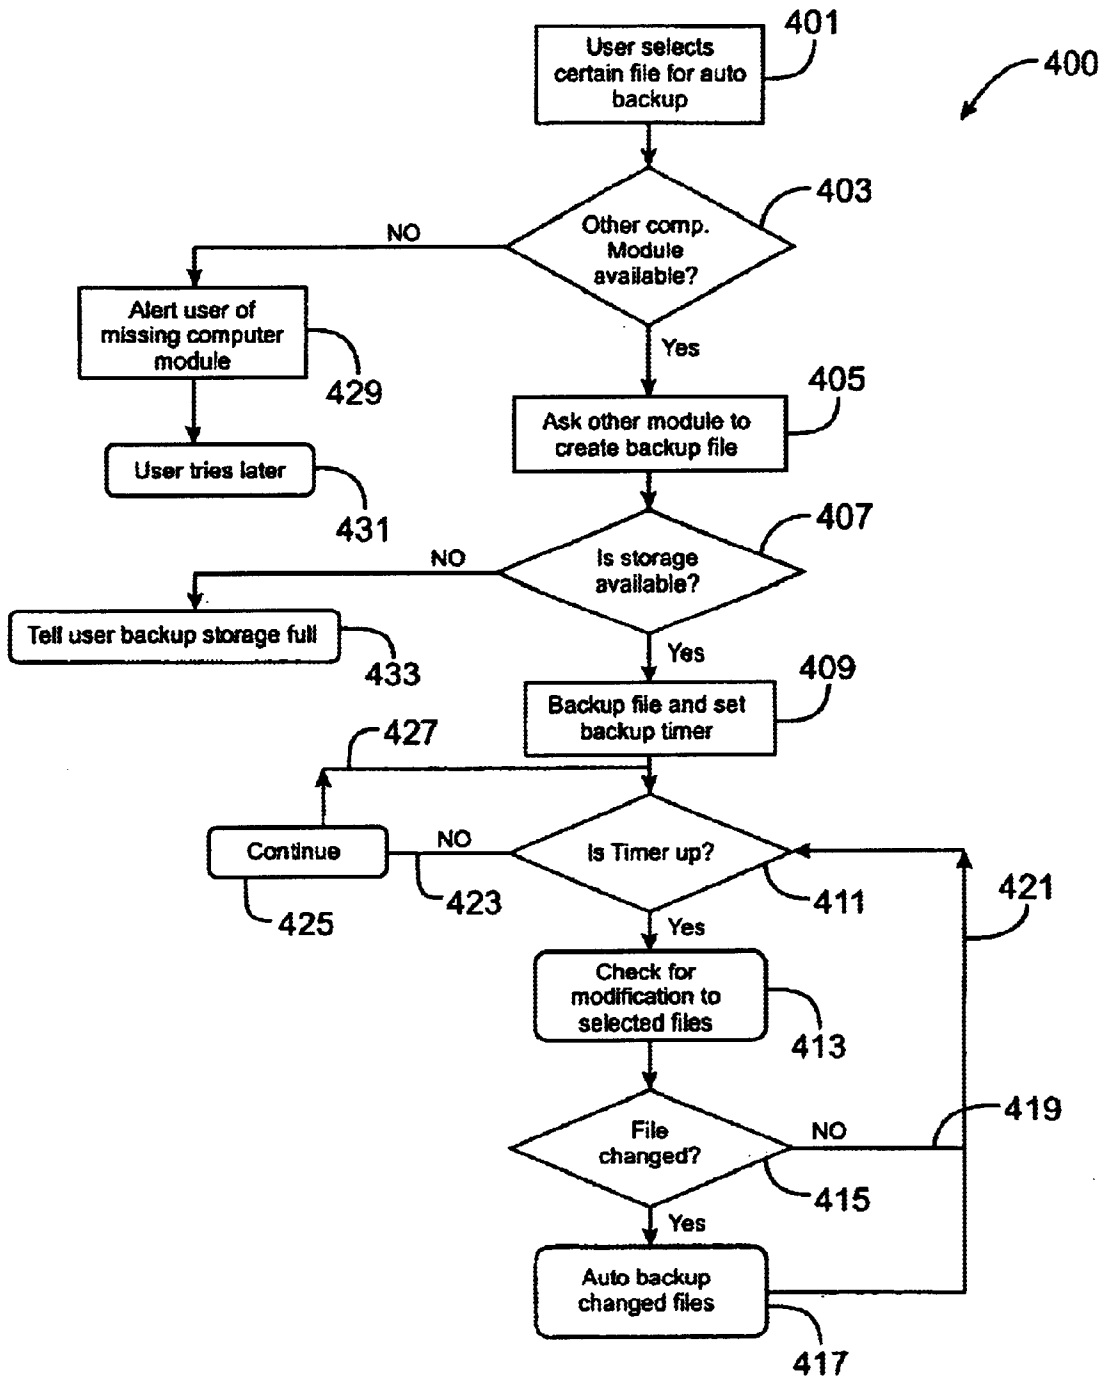 401
User selects
certain file for auto
backup
400
403
Other comp.
Module
available?
NO
Alert user of
missing computer
module
429
Yes
405
Ask other module to
create backup file
User tries later
431
407
Is storage
available?
NO
Tell user backup storage full
433
Yes
409
Backup file and set
backup timer
427
Is Timer up?
NO
Continue
423
425
411
421
Yes
Check for
modification to
selected files
413
419
File
changed?
NO
415
Yes
Auto backup
changed files
417